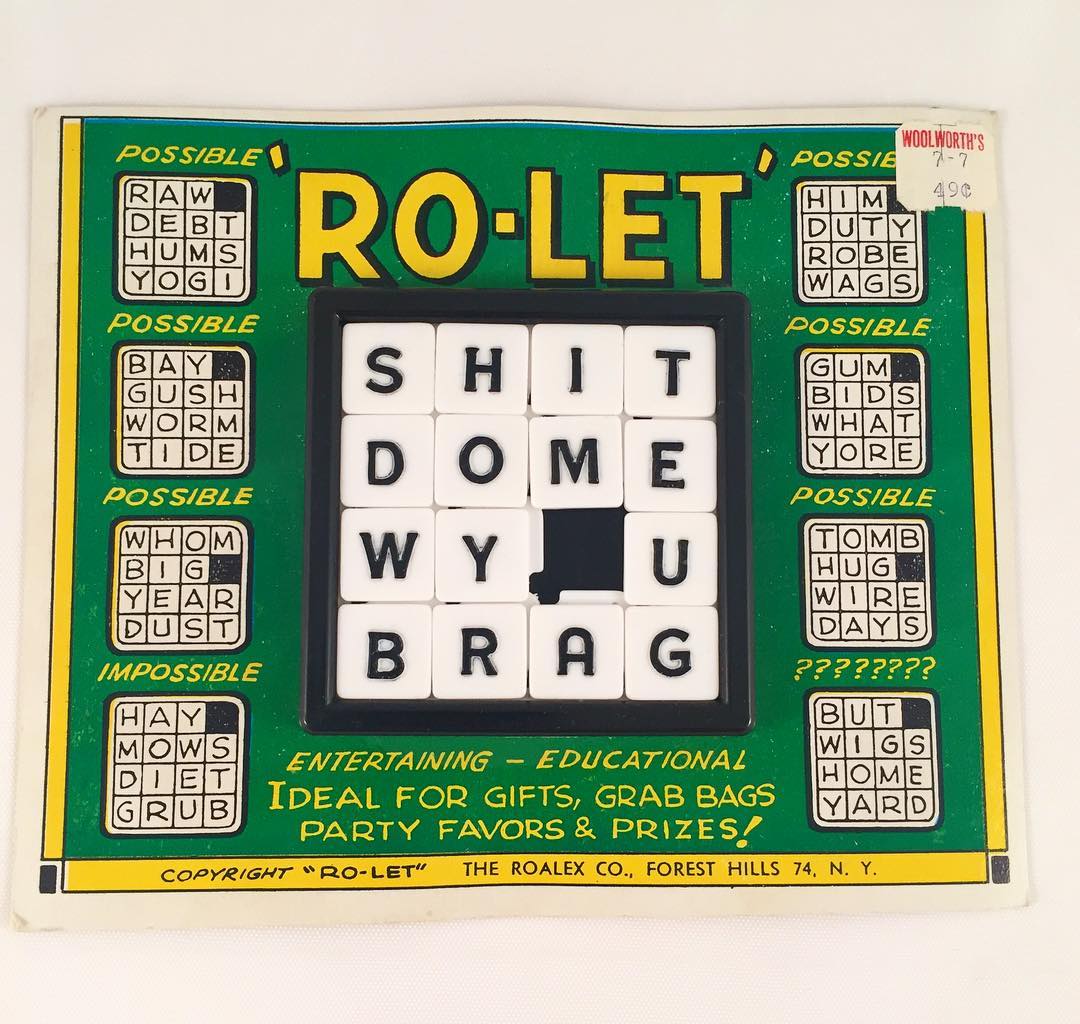 POSSIBLE
RAW
DEBT
HUMS
YOGI
POSSIBLE
BAY
GUSH
WORM
TIDE
POSSIBLE
WHOM
BIG
YEAR
DUST
IMPOSSIBLE
HAY
MOWS
DIET
GRUB
'RO-LET'
SHIT
DOME
WY U
BRAG
ENTERTAINING – EDUCATIONAL
IDEAL FOR GIFTS, GRAB BAGS
PARTY FAVORS & PRIZES!
WOOLWORTH'S
7-7
49¢
HIM
DUTY
ROBE
WAGS
POSSIBLE
GUM
BIDS
WHAT
YORE
POSSIBLE
TOMB
HUG
WIRE
DAYS
????????
BUT
WIGS
HOME
YARD
COPYRIGHT "RO-LET" THE ROALEX CO., FOREST HILLS 74, N. Y.